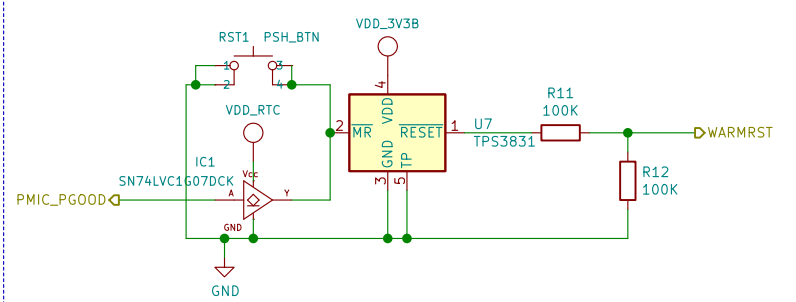 VDD_3V3B
RST1 PSH_BTN
1
3
2
4
4
VDD_RTC
R11
100K
U7
TPS3831
2
MR
VDD
RESET
1
WARMRST
IC1
SN74LVC1G07DCK
Vcc
GND
TP
3
5
R12
100K
PMIC_PGOOD
A
Y
GND
GND